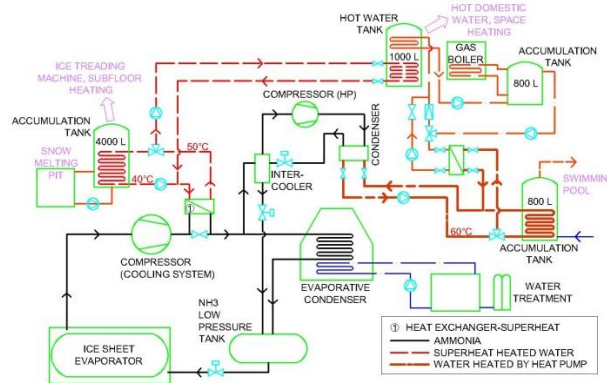 HOT DOMESTIC
WATER, SPACE
HEATING
HOT WATER
TANK
GAS
BOILER
ACCUMULATION
TANK
800 L
1000 L
ICE TREADING
MACHINE, SUBFLOOR
HEATING
ACCUMULATION
TANK
4000 L
SNOW
MELTING
PIT
50°C
40°C
①
COMPRESSOR (HP)
CONDENSER
INTER-
COOLER
SWIMMIN
POOL
800 L
60°C
ACCUMULATION
TANK
COMPRESSOR
(COOLING SYSTEM)
EVAPORATIVE
CONDENSER
WATER
TREATMENT
NH3
LOW
PRESSURE
TANK
ICE SHEET
EVAPORATOR
① HEAT EXCHANGER-SUPERHEAT
AMMONIA
SUPERHEAT HEATED WATER
WATER HEATED BY HEAT PUMP